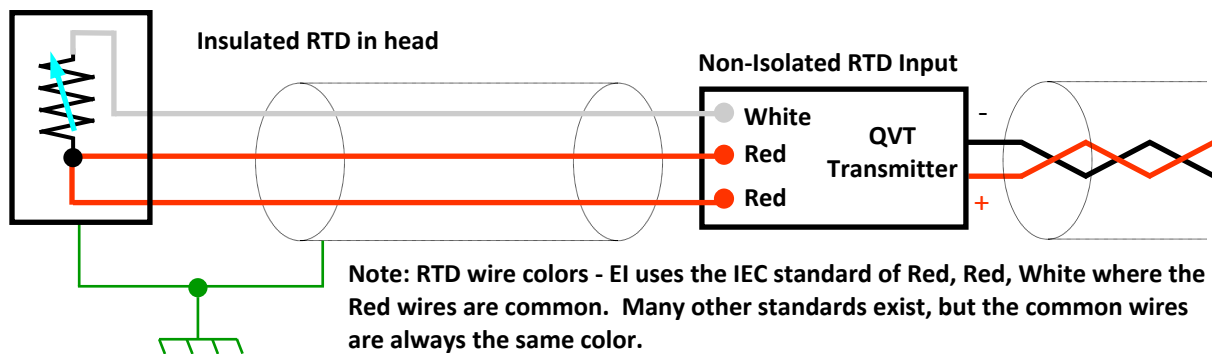 Insulated RTD in head
Non-Isolated RTD Input
White
Red
Red
QVT
Transmitter
-
+
Note: RTD wire colors - EI uses the IEC standard of Red, Red, White where the
Red wires are common.  Many other standards exist, but the common wires
are always the same color.